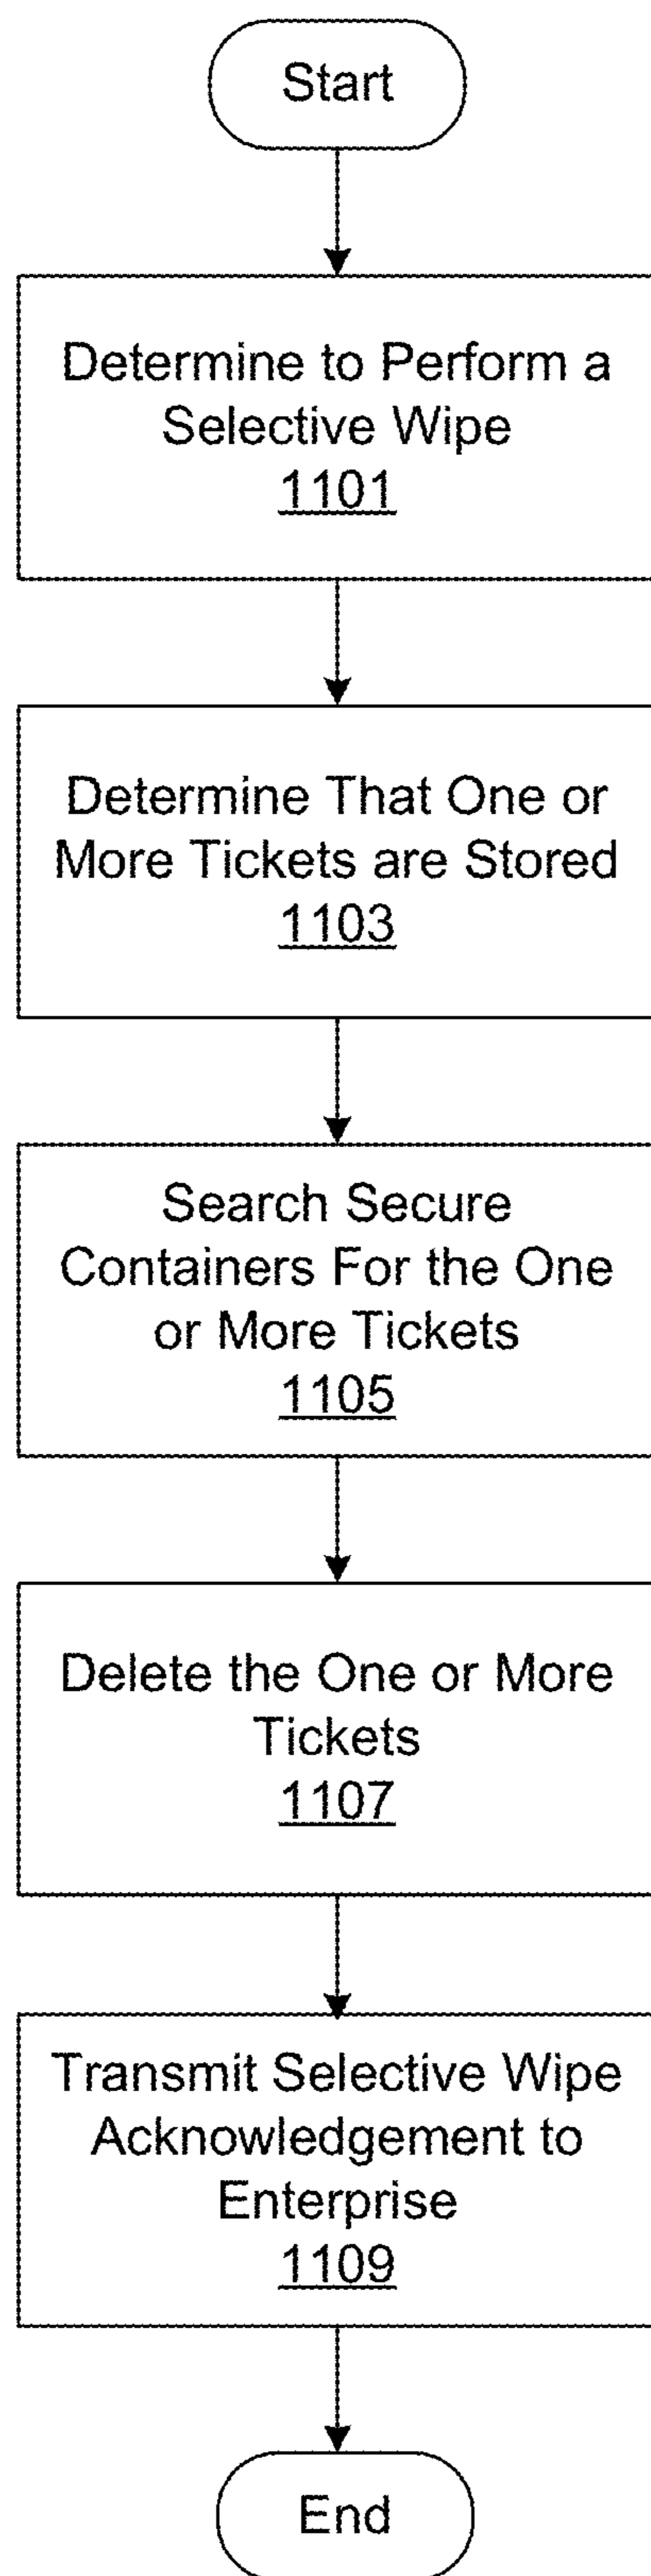 Start
Determine to Perform a
Selective Wipe
1101
Determine That One or
More Tickets are Stored
1103
Search Secure
Containers For the One
or More Tickets
1105
Delete the One or More
Tickets
1107
Transmit Selective Wipe
Acknowledgement to
Enterprise
1109
End